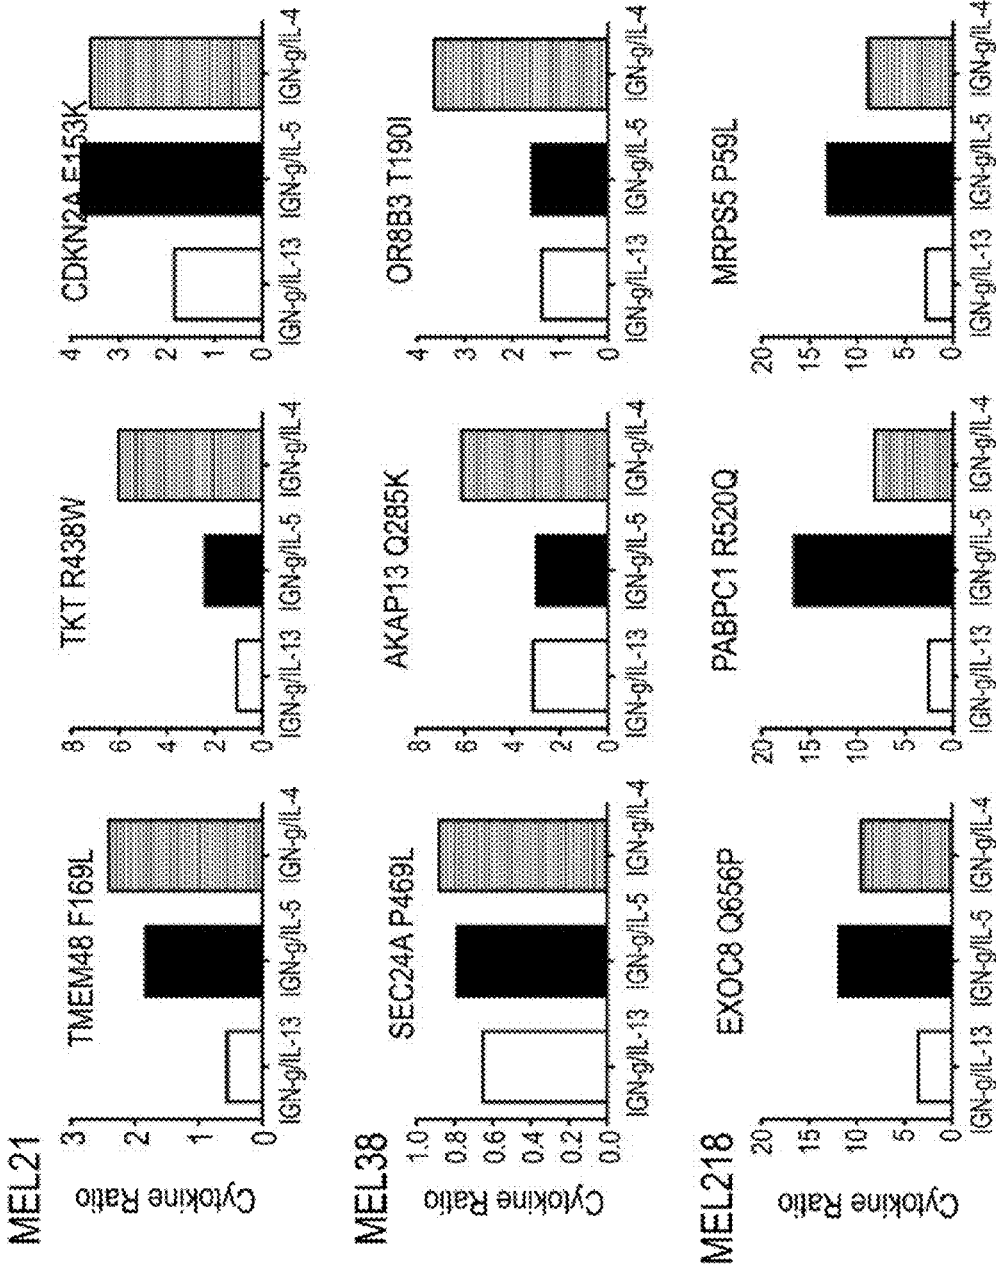 MEL21
TMEM48 F169L
Cytokine Ratio
3
2
1
0
IGN-g/IL-13 IGN-g/IL-5 IGN-g/IL-4
TKT R438W
8
6
4
2
0
IGN-g/IL-13 IGN-g/IL-5 IGN-g/IL-4
CDKN2A E153K
4
3
2
1
0
IGN-g/IL-13 IGN-g/IL-5 IGN-g/IL-4
MEL38
SEC24A P469L
Cytokine Ratio
1.0
0.8
0.6
0.4
0.2
0.0
IGN-g/IL-13 IGN-g/IL-5 IGN-g/IL-4
AKAP13 Q285K
8
6
4
2
0
IGN-g/IL-13 IGN-g/IL-5 IGN-g/IL-4
OR8B3 T190I
4
3
2
1
0
IGN-g/IL-13 IGN-g/IL-5 IGN-g/IL-4
MEL218
EXOC8 Q656P
Cytokine Ratio
20
15
10
5
0
IGN-g/IL-13 IGN-g/IL-5 IGN-g/IL-4
PABPC1 R520Q
20
15
10
5
0
IGN-g/IL-13 IGN-g/IL-5 IGN-g/IL-4
MRPS5 P59L
20
15
10
5
0
IGN-g/IL-13 IGN-g/IL-5 IGN-g/IL-4